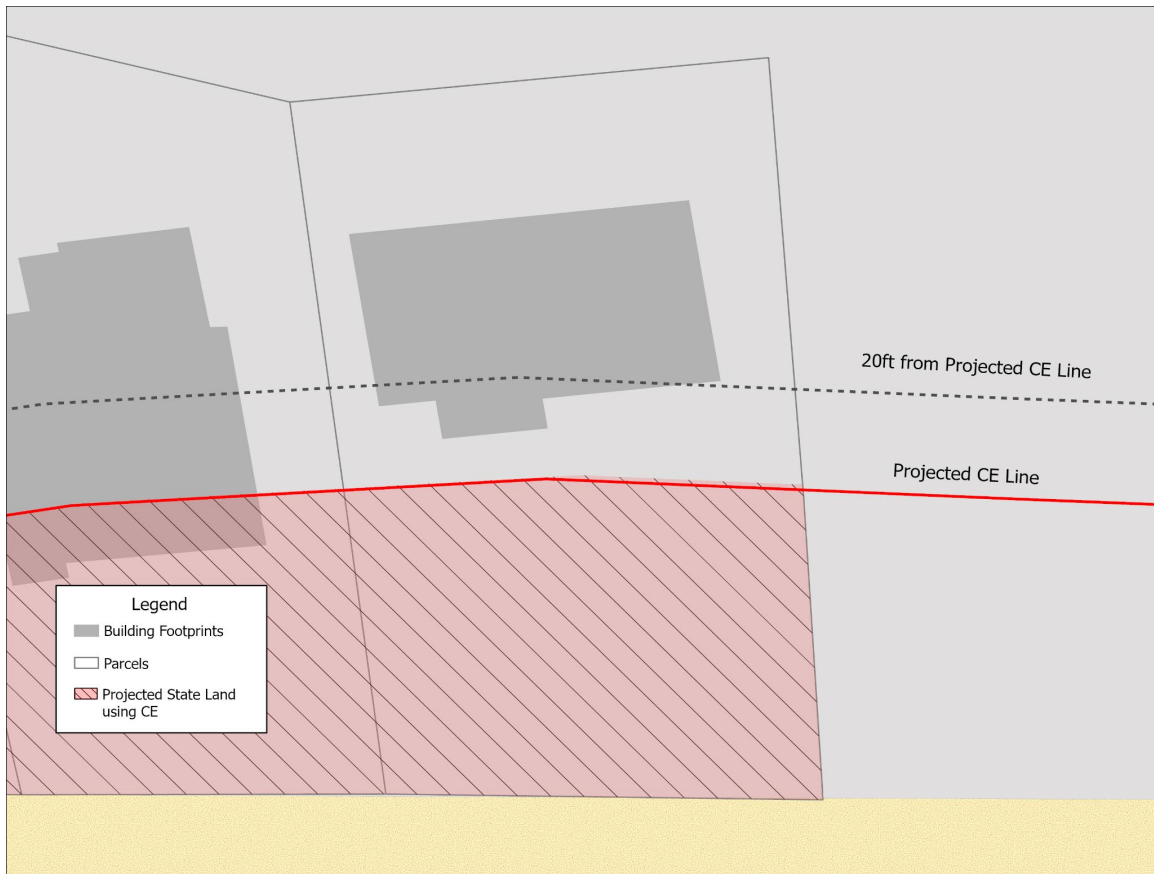 20ft from Projected CE Line
Projected CE Line
Legend
Building Footprints
Parcels
Projected State Land
using CE